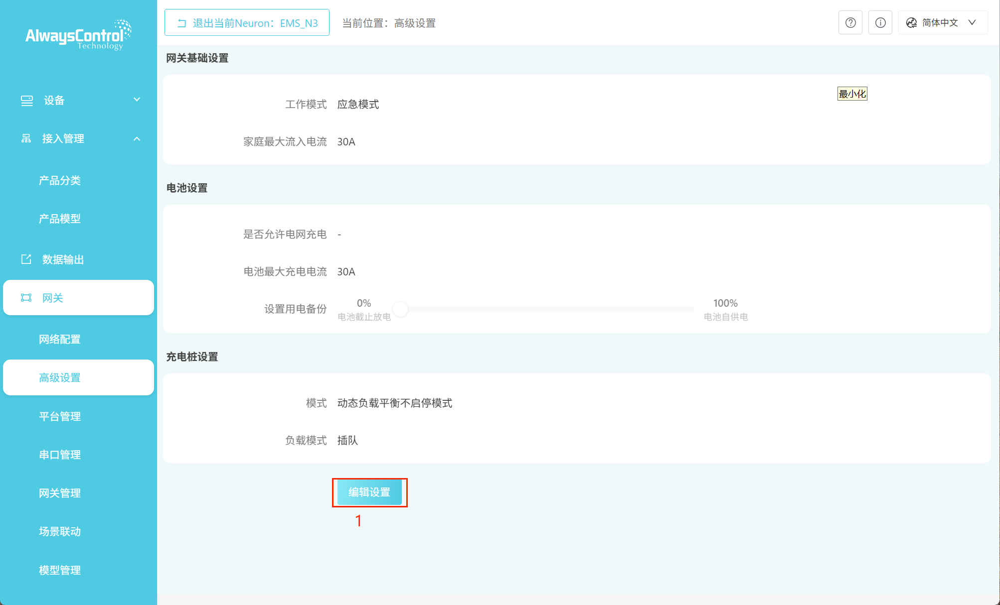 AlwaysControl
Technology
设备
接入管理
产品分类
产品模型
数据输出
网关
网络配置
高级设置
平台管理
串口管理
网关管理
场景联动
模型管理
退出当前Neuron：EMS_N3
当前位置：高级设置
简体中文
网关基础设置
最小化
工作模式 应急模式
家庭最大流入电流 30A
电池设置
是否允许电网充电 -
电池最大充电电流 30A
设置用电备份
0%
电池截止放电
100%
电池自供电
充电桩设置
模式 动态负载平衡不启停模式
负载模式 插队
编辑设置
1